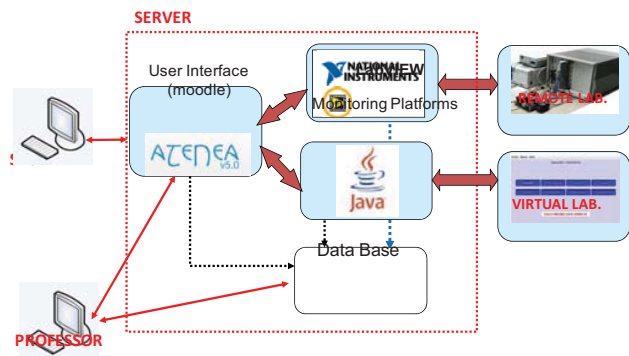 SERVER
User Interface
(moodle)
NATIONAL
INSTRUMENTS
LabVIEW
Monitoring Platforms
REMOTE LAB.
ATENEA
v5.0
Java
VIRTUAL LAB.
Data Base
PROFESSOR